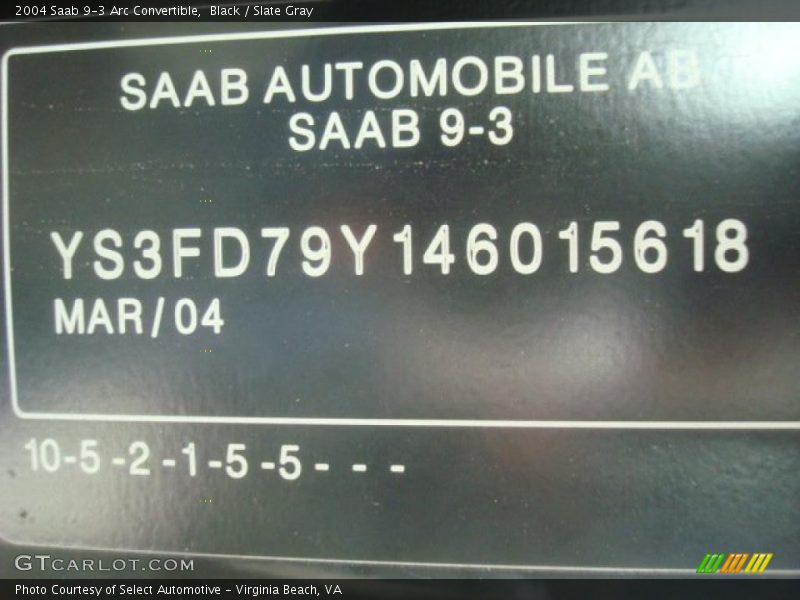 2004 Saab 9-3 Arc Convertible,  Black / Slate Gray
SAAB AUTOMOBILE AB
SAAB 9-3
YS3FD79Y146015618
MAR/04
10-5-2-1-5-5- - -
GTCARLOT.COM
Photo Courtesy of Select Automotive - Virginia Beach, VA